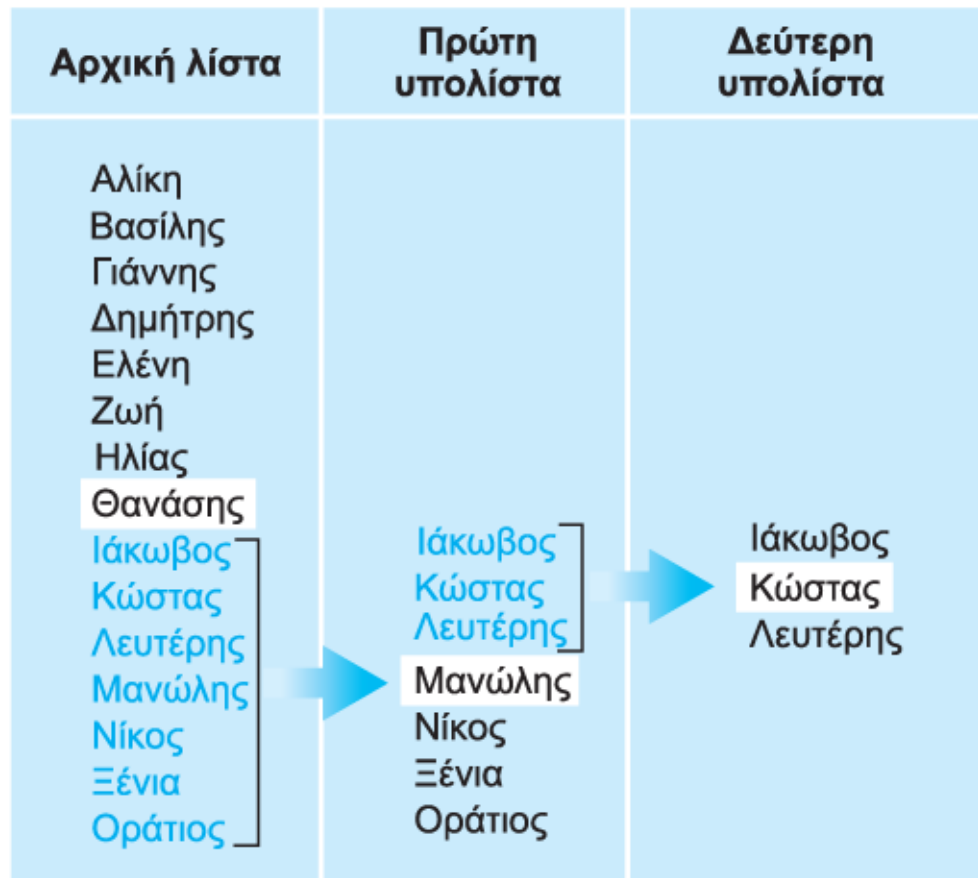 Αρχική λίστα
Πρώτη
υπολίστα
Δεύτερη
υπολίστα
Αλίκη
Βασίλης
Γιάννης
Δημήτρης
Ελένη
Ζωή
Ηλίας
Θανάσης
Ιάκωβος
Κώστας
Λευτέρης
Μανώλης
Νίκος
Ξένια
Οράτιος
Ιάκωβος
Κώστας
Λευτέρης
Μανώλης
Νίκος
Ξένια
Οράτιος
Ιάκωβος
Κώστας
Λευτέρης